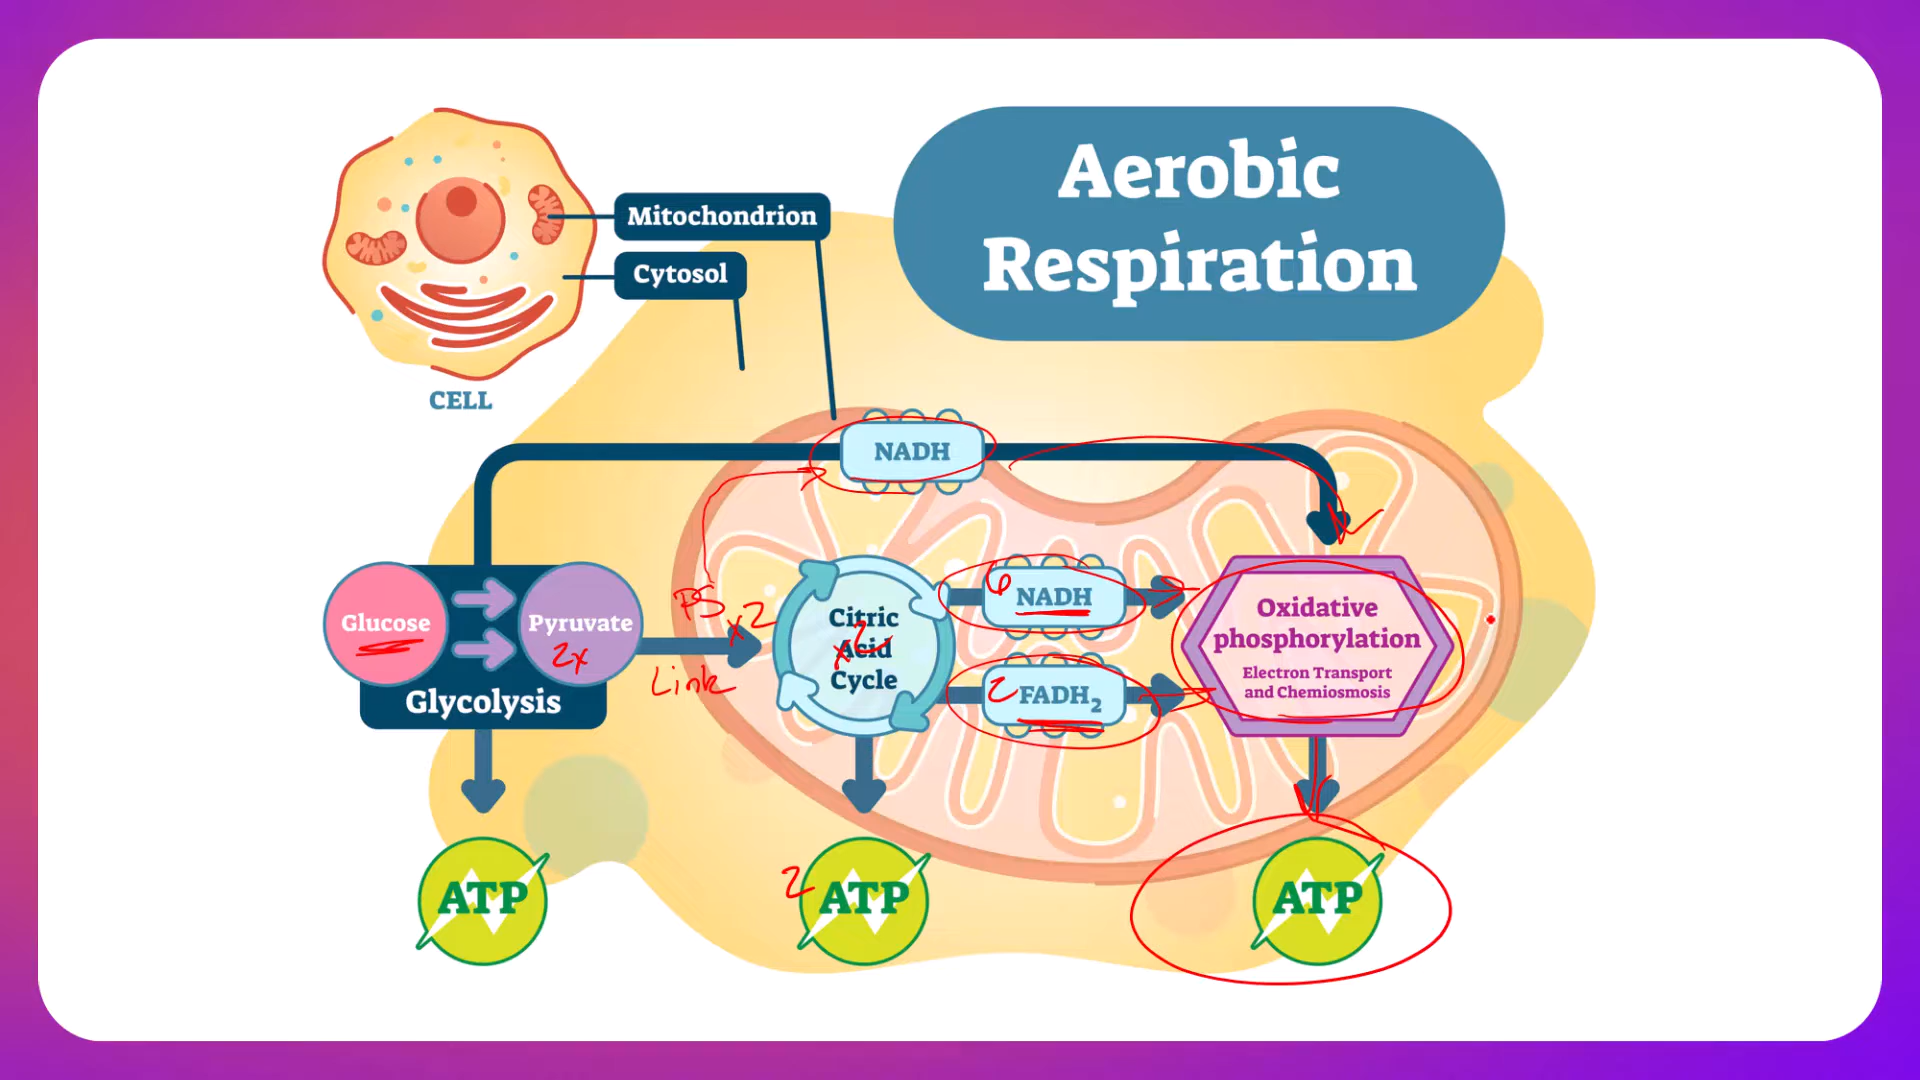 Aerobic
Respiration
Mitochondrion
Cytosol
CELL
NADH
Glucose
Pyruvate
2x
Glycolysis
x2
Link
Citric
Acid
Cycle
x2
6
NADH
2
FADH₂
Oxidative
phosphorylation
Electron Transport
and Chemiosmosis
ATP
2
ATP
ATP